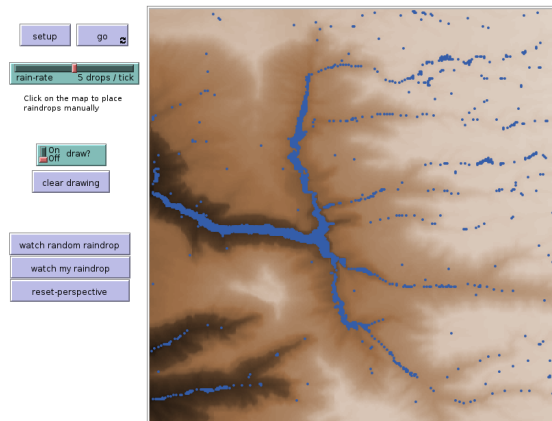 setup
go
rain-rate
5 drops / tick
Click on the map to place
raindrops manually
On
Off
draw?
clear drawing
watch random raindrop
watch my raindrop
reset-perspective